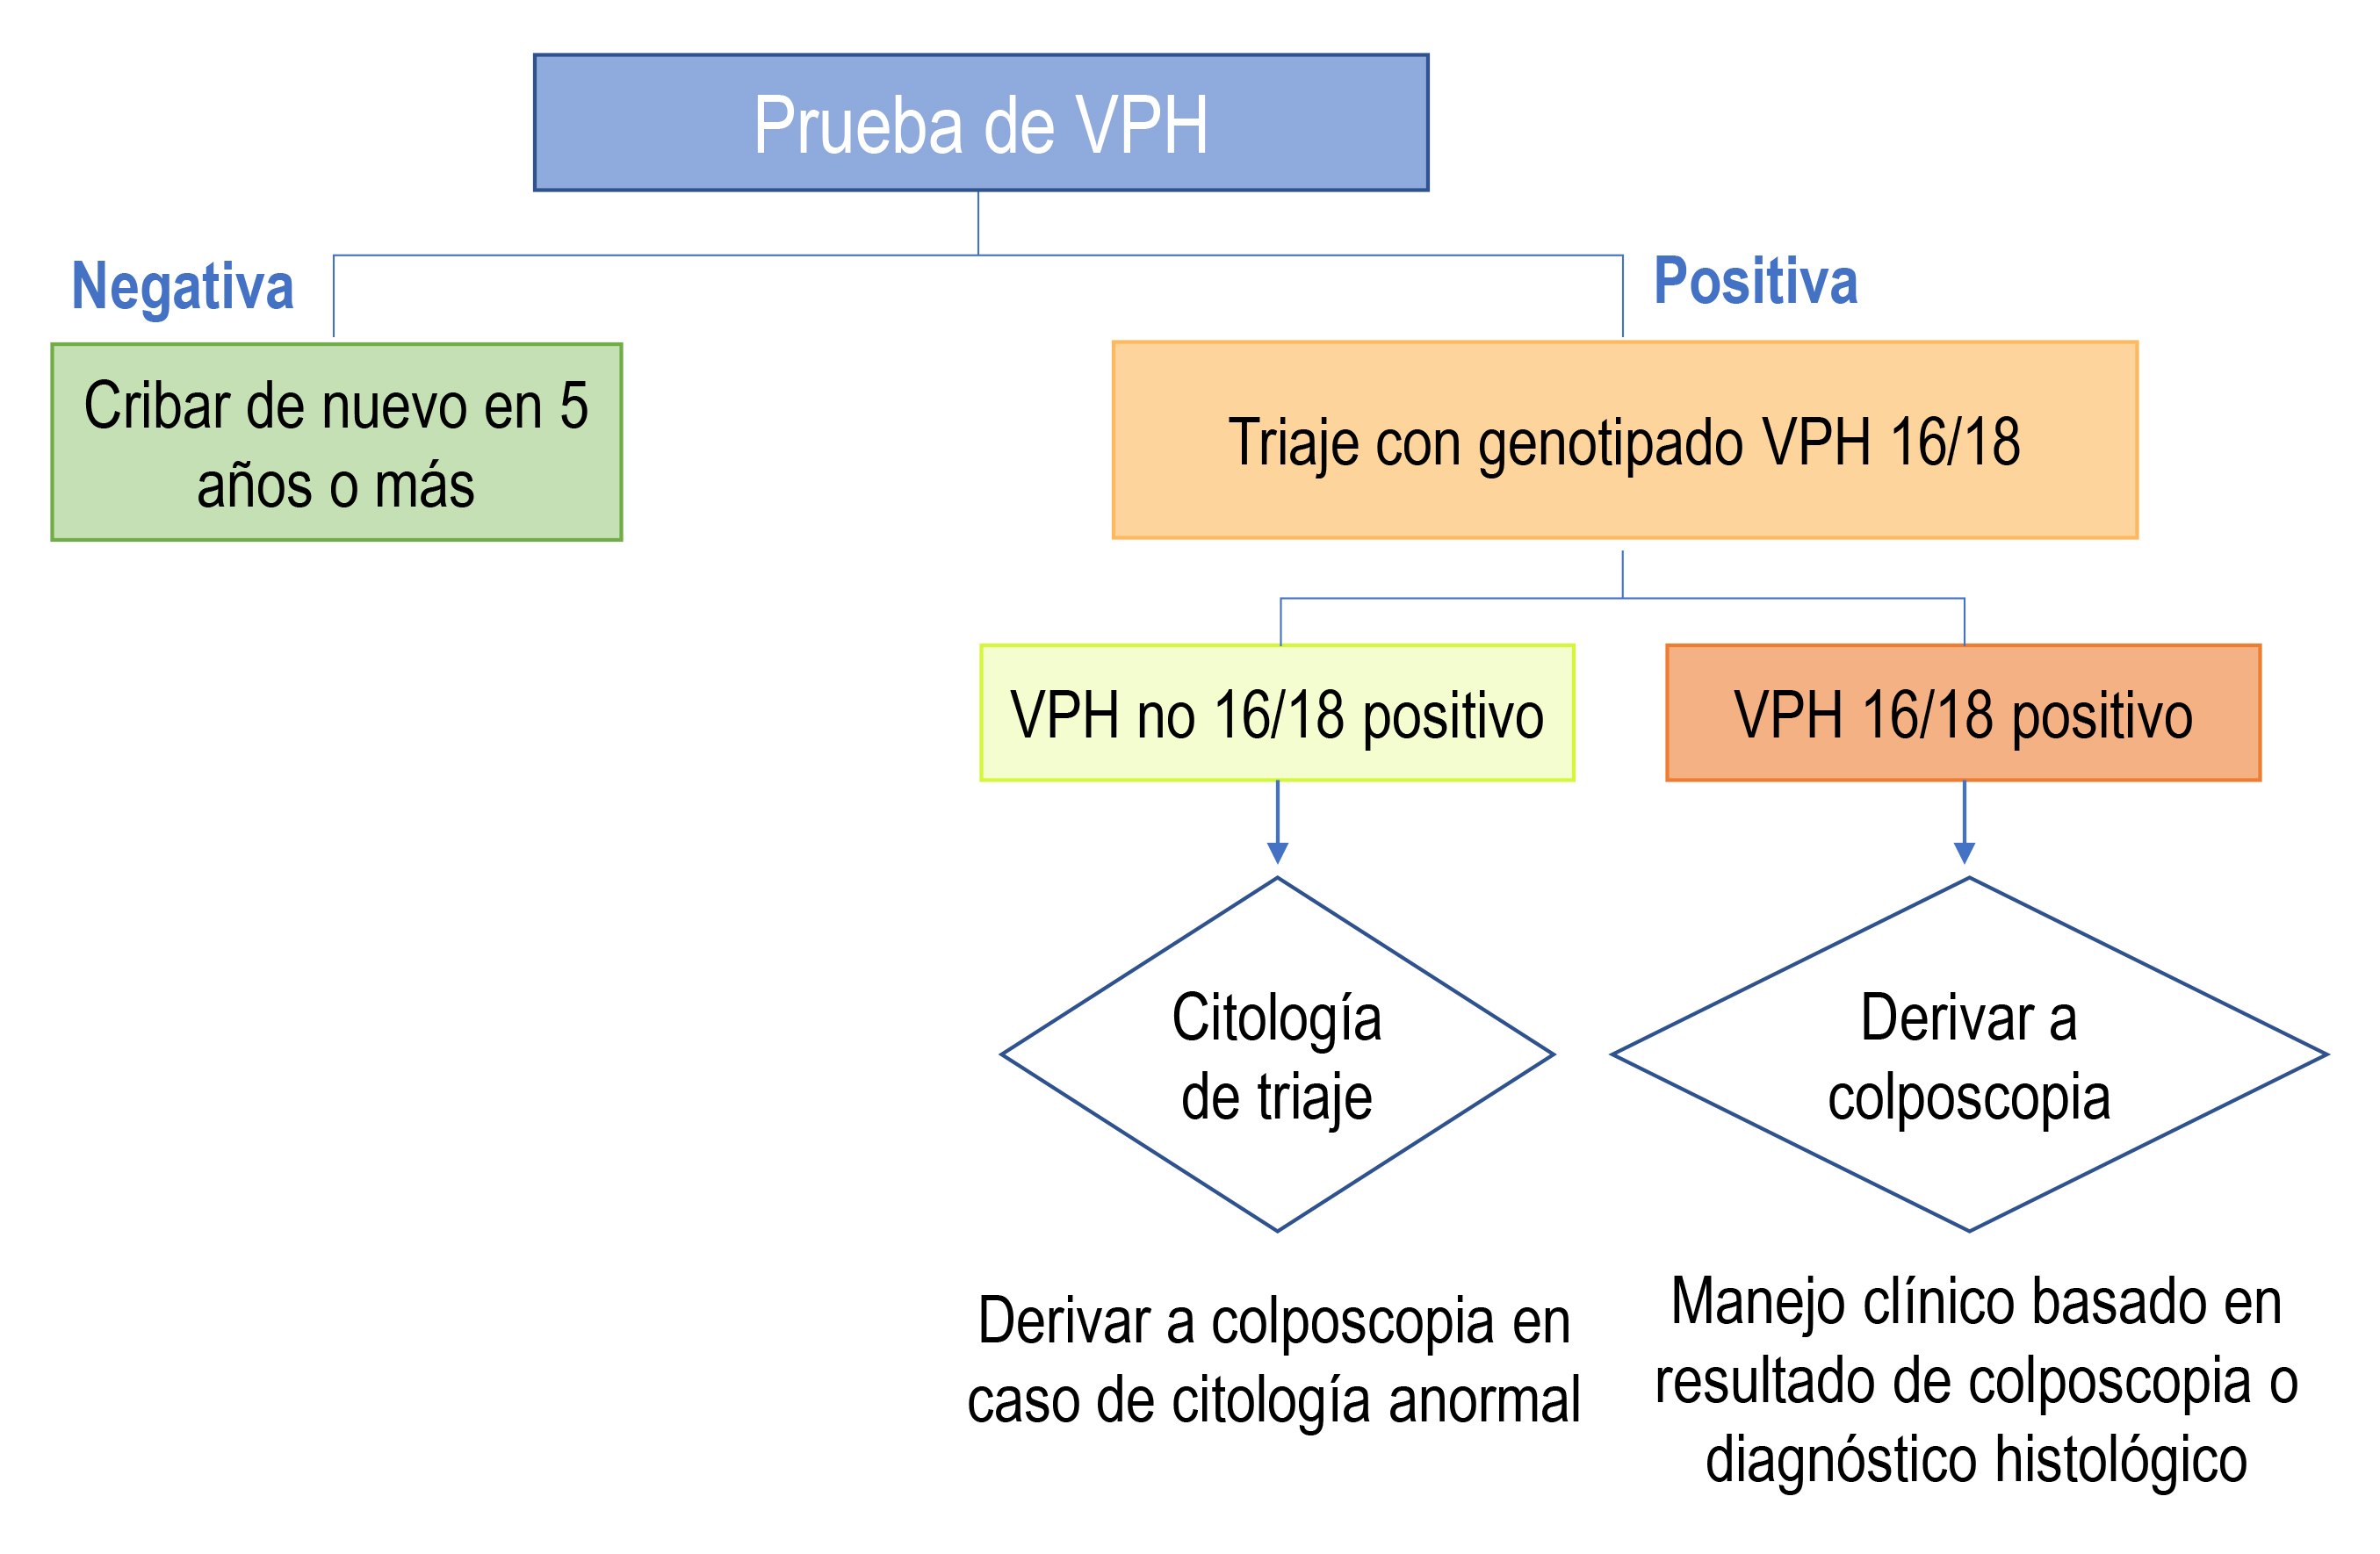 Prueba de VPH
Negativa
Positiva
Cribar de nuevo en 5
años o más
Triaje con genotipado VPH 16/18
VPH no 16/18 positivo
VPH 16/18 positivo
Citología
de triaje
Derivar a
colposcopia
Derivar a colposcopia en
caso de citología anormal
Manejo clínico basado en
resultado de colposcopia o
diagnóstico histológico